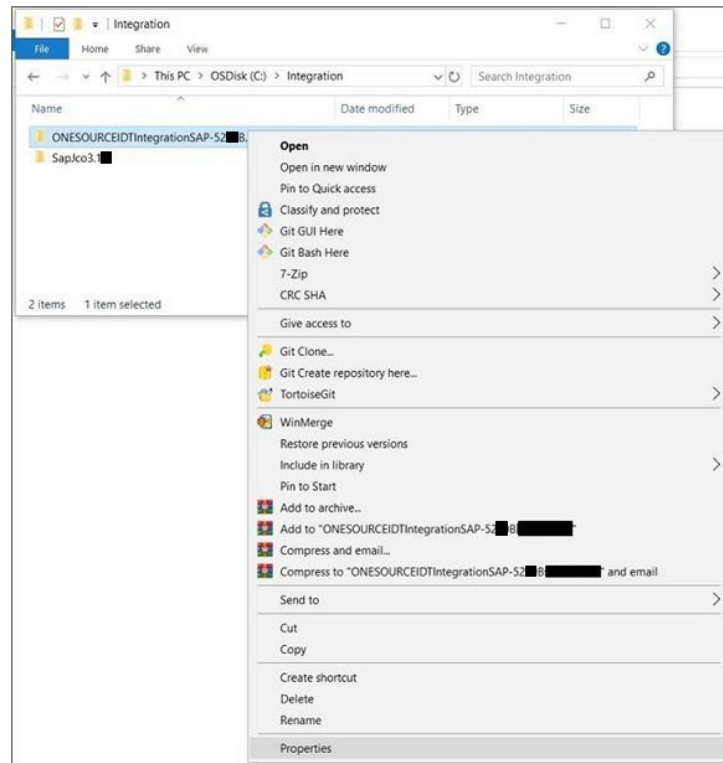 Integration
File Home Share View
This PC > OSDisk (C:) > Integration Search Integration
Name Date modified Type Size
ONESOURCEIDTIntegrationSAP-52
SapJco3.1
2 items 1 item selected
Open
Open in new window
Pin to Quick access
Classify and protect
Git GUI Here
Git Bash Here
7-Zip
CRC SHA
Give access to
Git Clone...
Git Create repository here...
TortoiseGit
WinMerge
Restore previous versions
Include in library
Pin to Start
Add to archive...
Add to "ONESOURCEIDTIntegrationSAP-52 "
Compress and email...
Compress to "ONESOURCEIDTIntegrationSAP-52 B " and email
Send to
Cut
Copy
Create shortcut
Delete
Rename
Properties